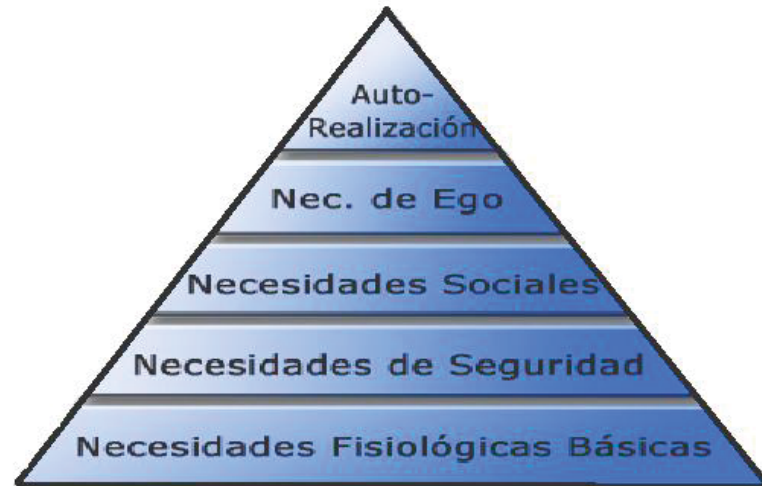 Auto-
Realización
Nec. de Ego
Necesidades Sociales
Necesidades de Seguridad
Necesidades Fisiológicas Básicas